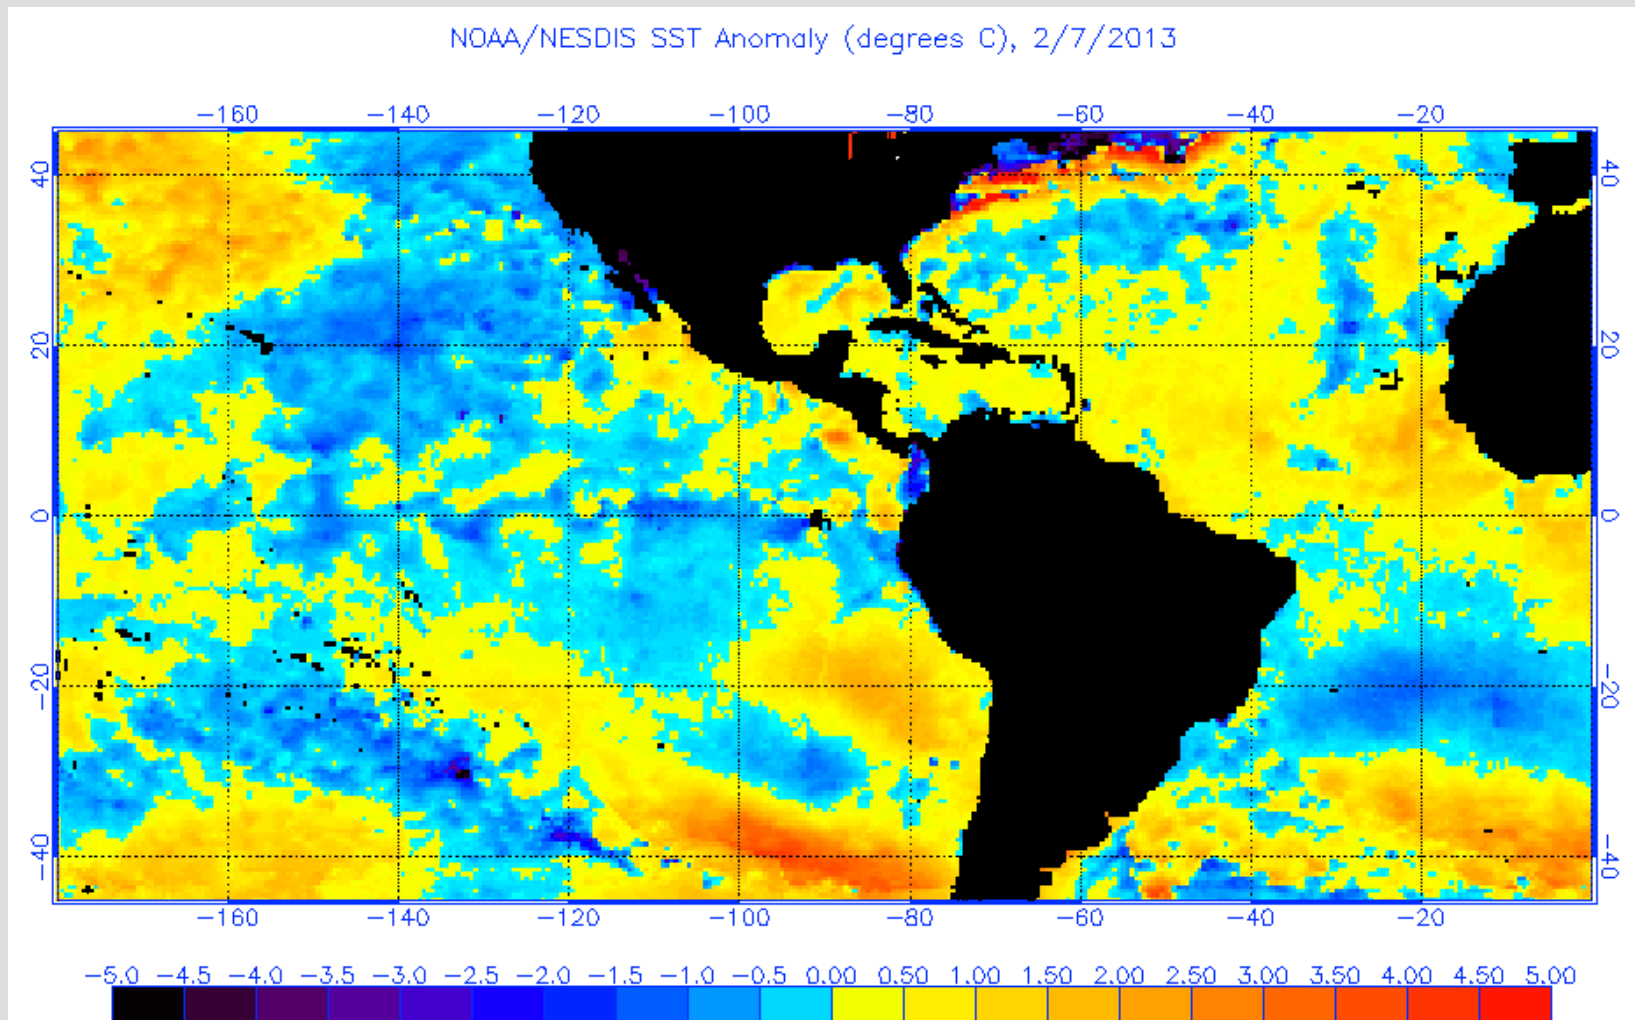 NOAA/NESDIS SST Anomaly (degrees C), 2/7/2013
−160 −140 −120 −100 −80 −60 −40 −20
40 40
20 20
0 0
−20 −20
−40 −40
−160 −140 −120 −100 −80 −60 −40 −20
−5.0 −4.5 −4.0 −3.5 −3.0 −2.5 −2.0 −1.5 −1.0 −0.5 0.00 0.50 1.00 1.50 2.00 2.50 3.00 3.50 4.00 4.50 5.00